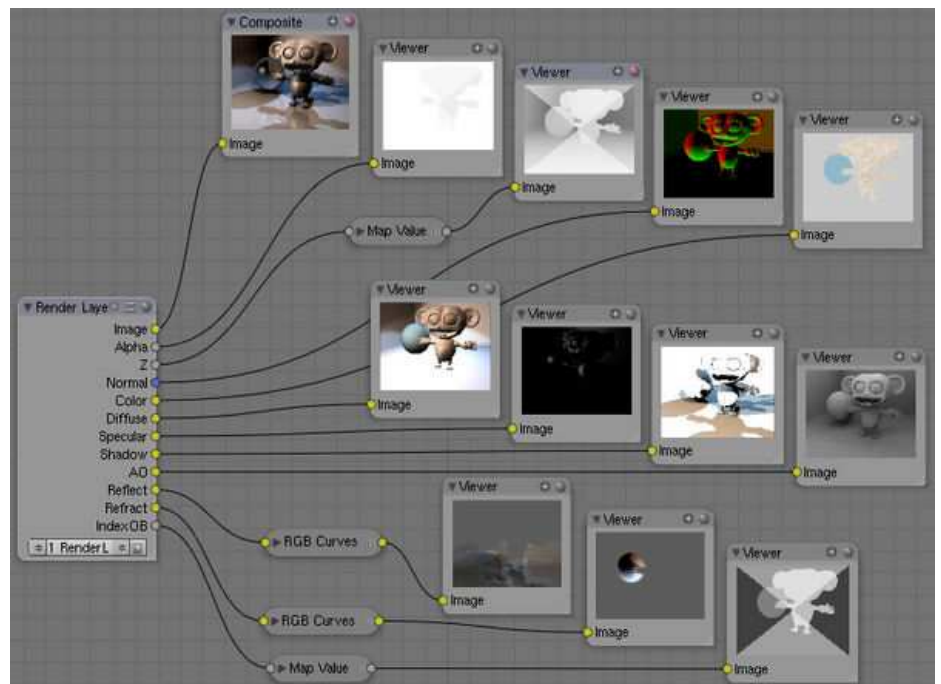 Composite
Image
Viewer
Image
Viewer
Image
Viewer
Image
Viewer
Image
Map Value
Render Laye
Image
Alpha
Z
Normal
Color
Diffuse
Specular
Shadow
AO
Reflect
Refract
IndexOB
1 RenderL
Viewer
Image
Viewer
Image
Viewer
Image
Viewer
Image
RGB Curves
Viewer
Image
RGB Curves
Viewer
Image
Map Value
Viewer
Image